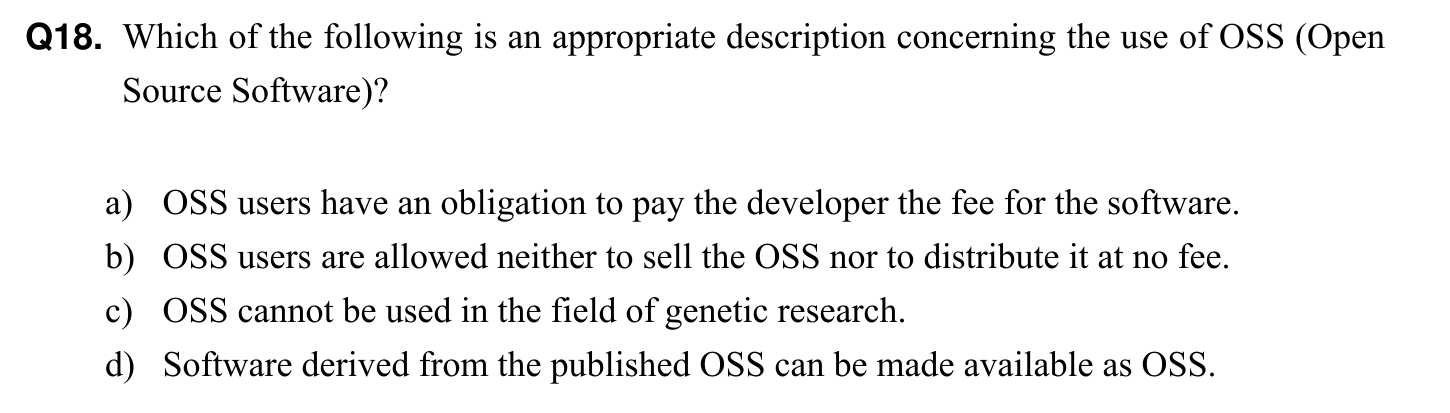 Q18. Which of the following is an appropriate description concerning the use of OSS (Open
Source Software)?
a) OSS users have an obligation to pay the developer the fee for the software.
b) OSS users are allowed neither to sell the OSS nor to distribute it at no fee.
c) OSS cannot be used in the field of genetic research.
d) Software derived from the published OSS can be made available as OSS.